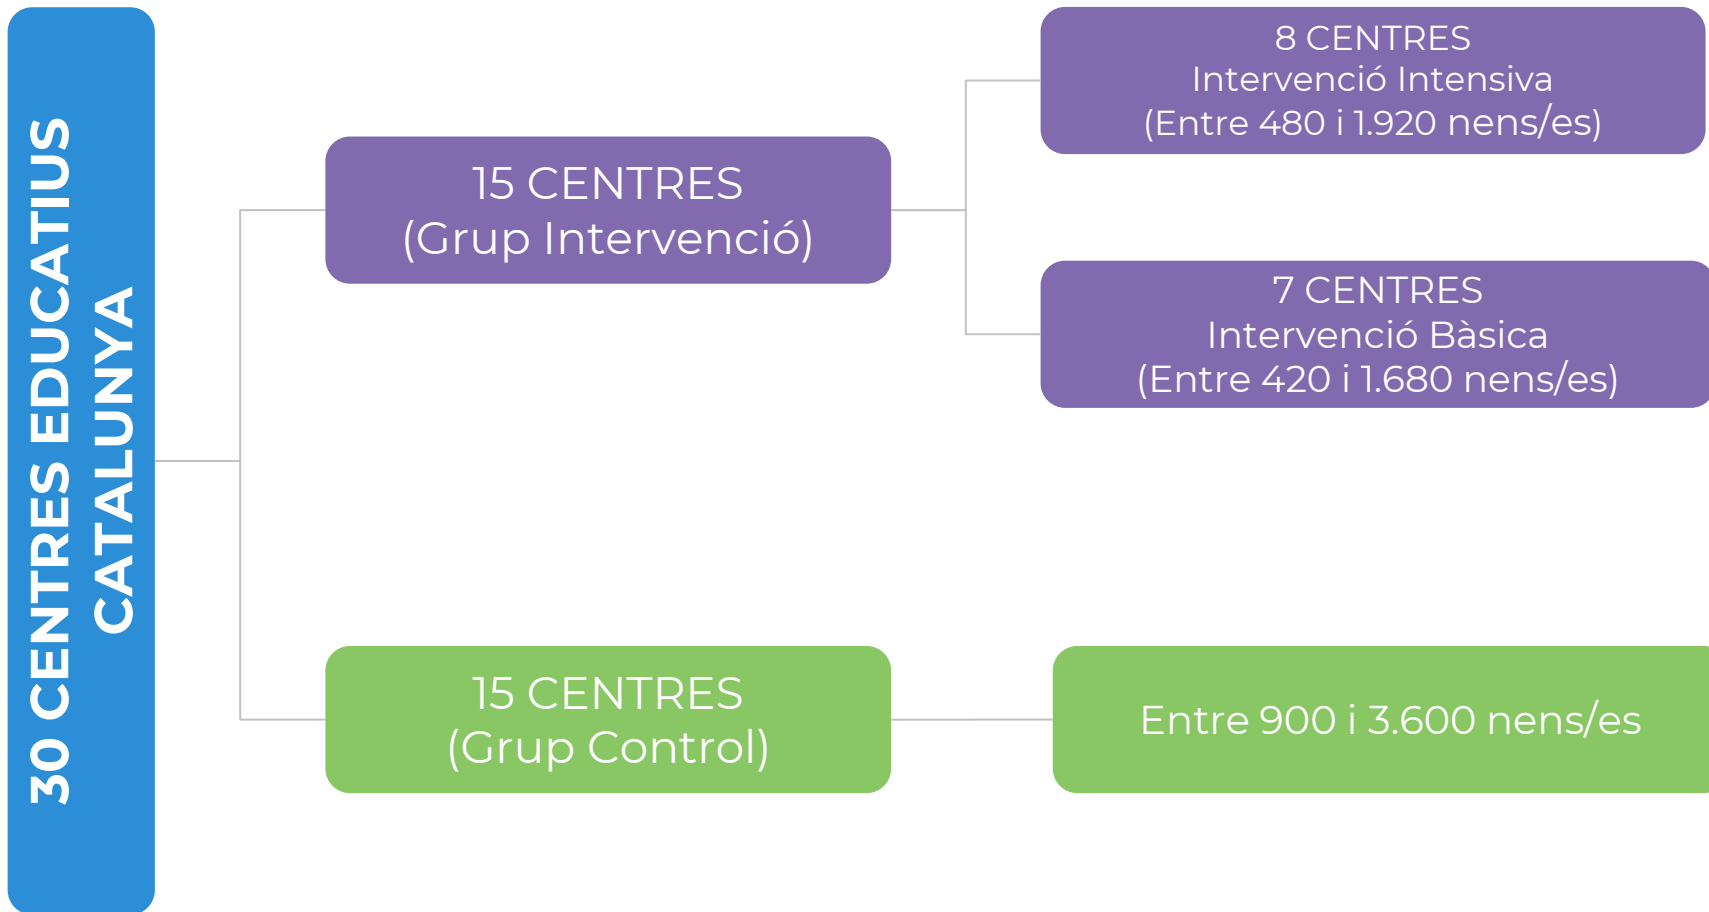 30 CENTRES EDUCATIUS
CATALUNYA
15 CENTRES
(Grup Intervenció)
8 CENTRES
Intervenció Intensiva
(Entre 480 i 1.920 nens/es)
7 CENTRES
Intervenció Bàsica
(Entre 420 i 1.680 nens/es)
15 CENTRES
(Grup Control)
Entre 900 i 3.600 nens/es